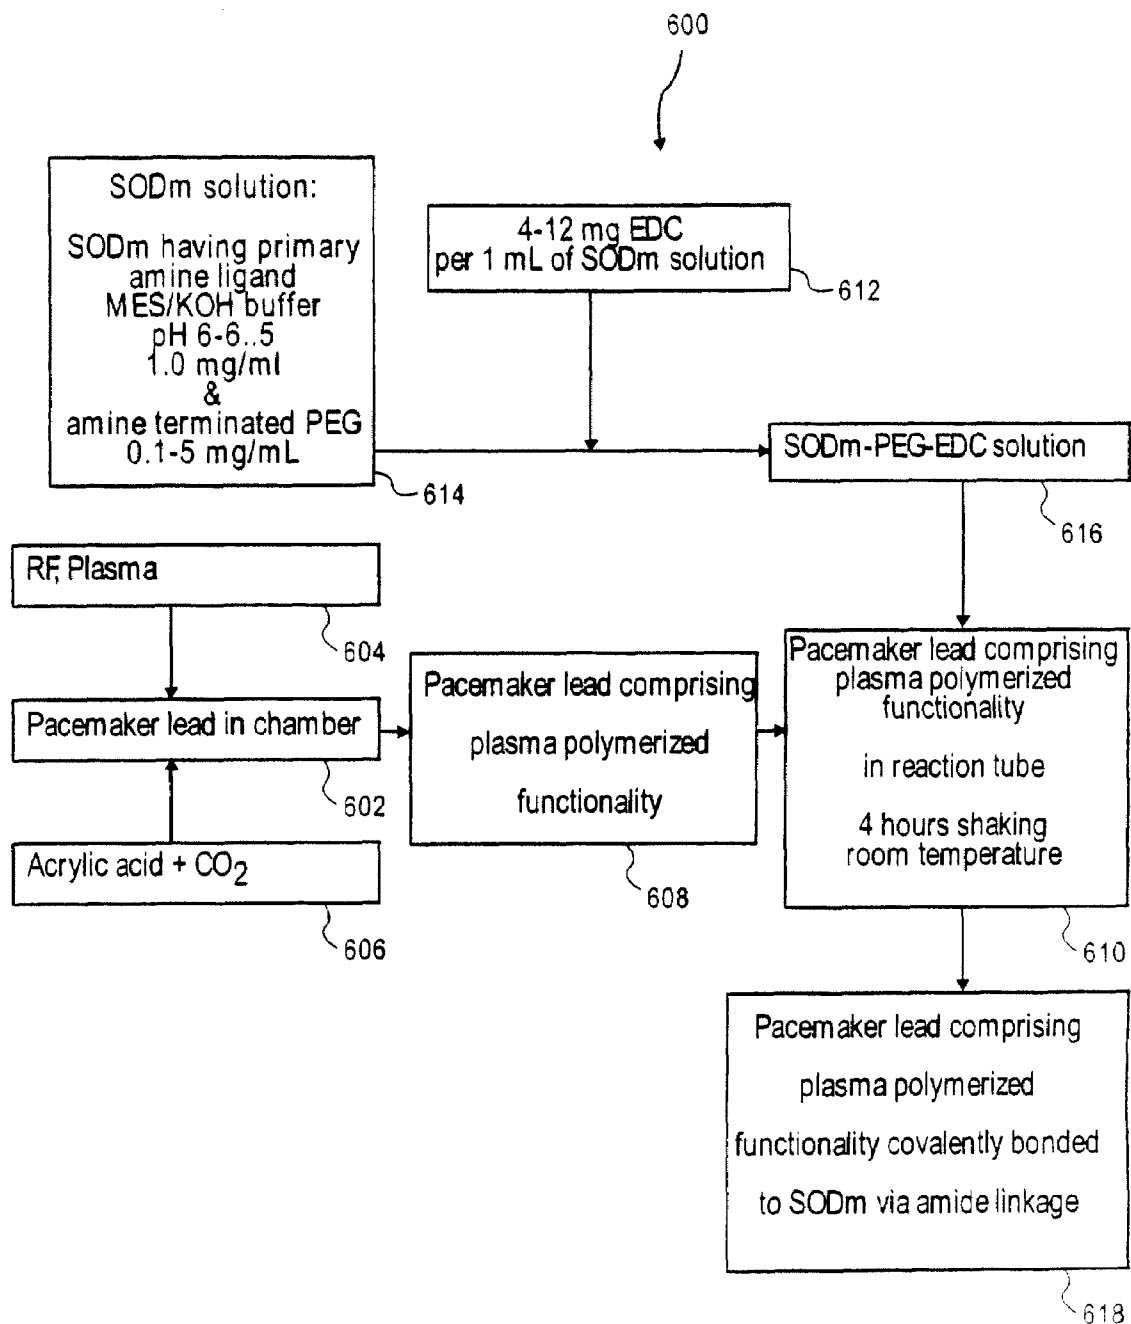 600
SODm solution:
SODm having primary
amine ligand
MES/KOH buffer
pH 6-6..5
1.0 mg/ml
&
amine terminated PEG
0.1-5 mg/mL
614
4-12 mg EDC
per 1 mL of SODm solution
612
SODm-PEG-EDC solution
616
RF, Plasma
604
Pacemaker lead in chamber
602
Acrylic acid + CO2
606
Pacemaker lead comprising
plasma polymerized
functionality
608
Pacemaker lead comprising
plasma polymerized
functionality
in reaction tube
4 hours shaking
room temperature
610
Pacemaker lead comprising
plasma polymerized
functionality covalently bonded
to SODm via amide linkage
618